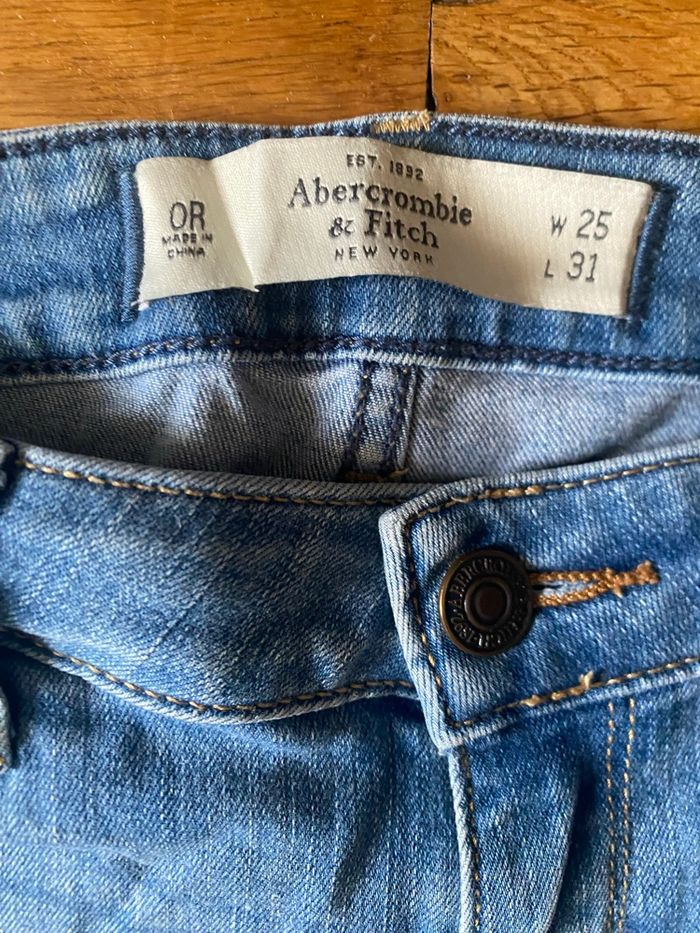 0R
MADE IN
CHINA
EST. 1892
Abercrombie
& Fitch
NEW YORK
W 25
L 31